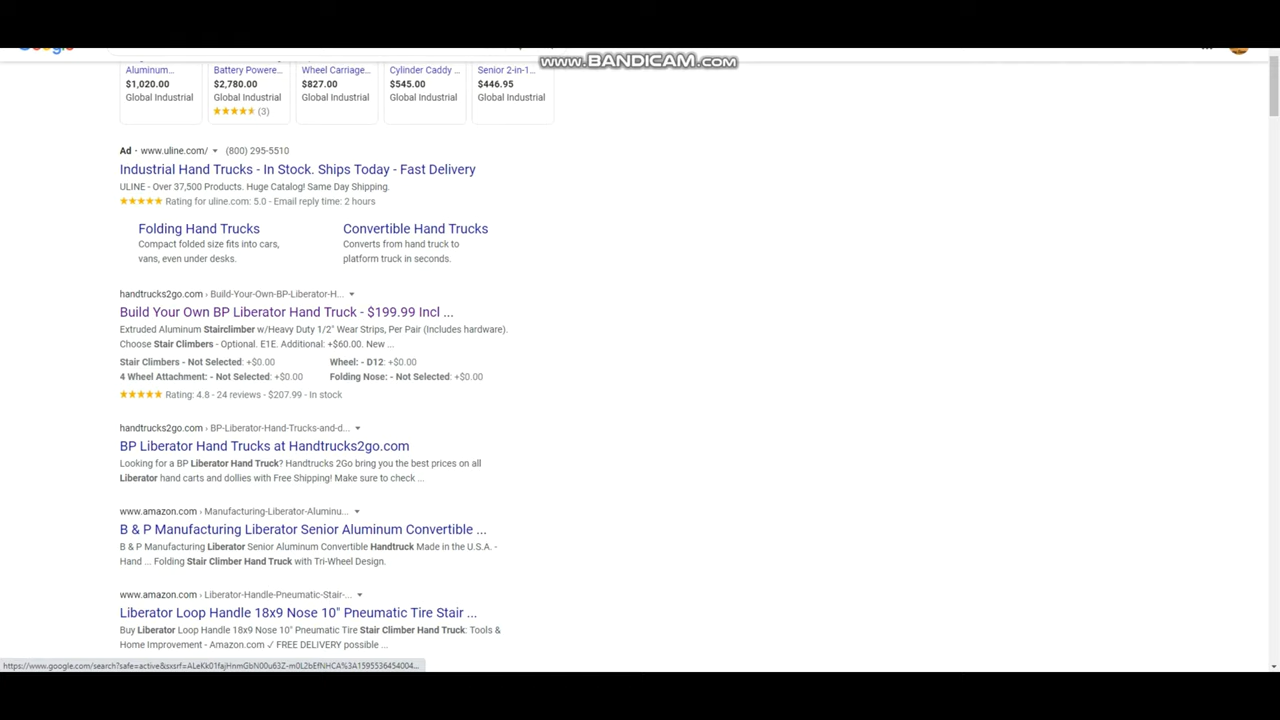 www.BANDICAM.com
Aluminum... Battery Powere... Wheel Carriage... Cylinder Caddy ... Senior 2-in-1...
$1,020.00 $2,780.00 $827.00 $545.00 $446.95
Global Industrial Global Industrial Global Industrial Global Industrial Global Industrial
(3)
Ad · www.uline.com/ (800) 295-5510
Industrial Hand Trucks - In Stock. Ships Today - Fast Delivery
ULINE - Over 37,500 Products. Huge Catalog! Same Day Shipping.
Rating for uline.com: 5.0 - Email reply time: 2 hours
Folding Hand Trucks Convertible Hand Trucks
Compact folded size fits into cars, Converts from hand truck to
vans, even under desks. platform truck in seconds.
handtrucks2go.com › Build-Your-Own-BP-Liberator-H...
Build Your Own BP Liberator Hand Truck - $199.99 Incl ...
Extruded Aluminum Stairclimber w/Heavy Duty 1/2" Wear Strips, Per Pair (Includes hardware).
Choose Stair Climbers - Optional. E1E. Additional: +$60.00. New ...
Stair Climbers - Not Selected: +$0.00 Wheel: - D12: +$0.00
4 Wheel Attachment: - Not Selected: +$0.00 Folding Nose: - Not Selected: +$0.00
Rating: 4.8 - 24 reviews - $207.99 - In stock
handtrucks2go.com › BP-Liberator-Hand-Trucks-and-d...
BP Liberator Hand Trucks at Handtrucks2go.com
Looking for a BP Liberator Hand Truck? Handtrucks 2Go bring you the best prices on all
Liberator hand carts and dollies with Free Shipping! Make sure to check ...
www.amazon.com › Manufacturing-Liberator-Aluminu...
B & P Manufacturing Liberator Senior Aluminum Convertible ...
B & P Manufacturing Liberator Senior Aluminum Convertible Handtruck Made in the U.S.A. -
Hand ... Folding Stair Climber Hand Truck with Tri-Wheel Design.
www.amazon.com › Liberator-Handle-Pneumatic-Stair-...
Liberator Loop Handle 18x9 Nose 10" Pneumatic Tire Stair ...
Buy Liberator Loop Handle 18x9 Nose 10" Pneumatic Tire Stair Climber Hand Truck: Tools &
Home Improvement - Amazon.com ✓ FREE DELIVERY possible ...